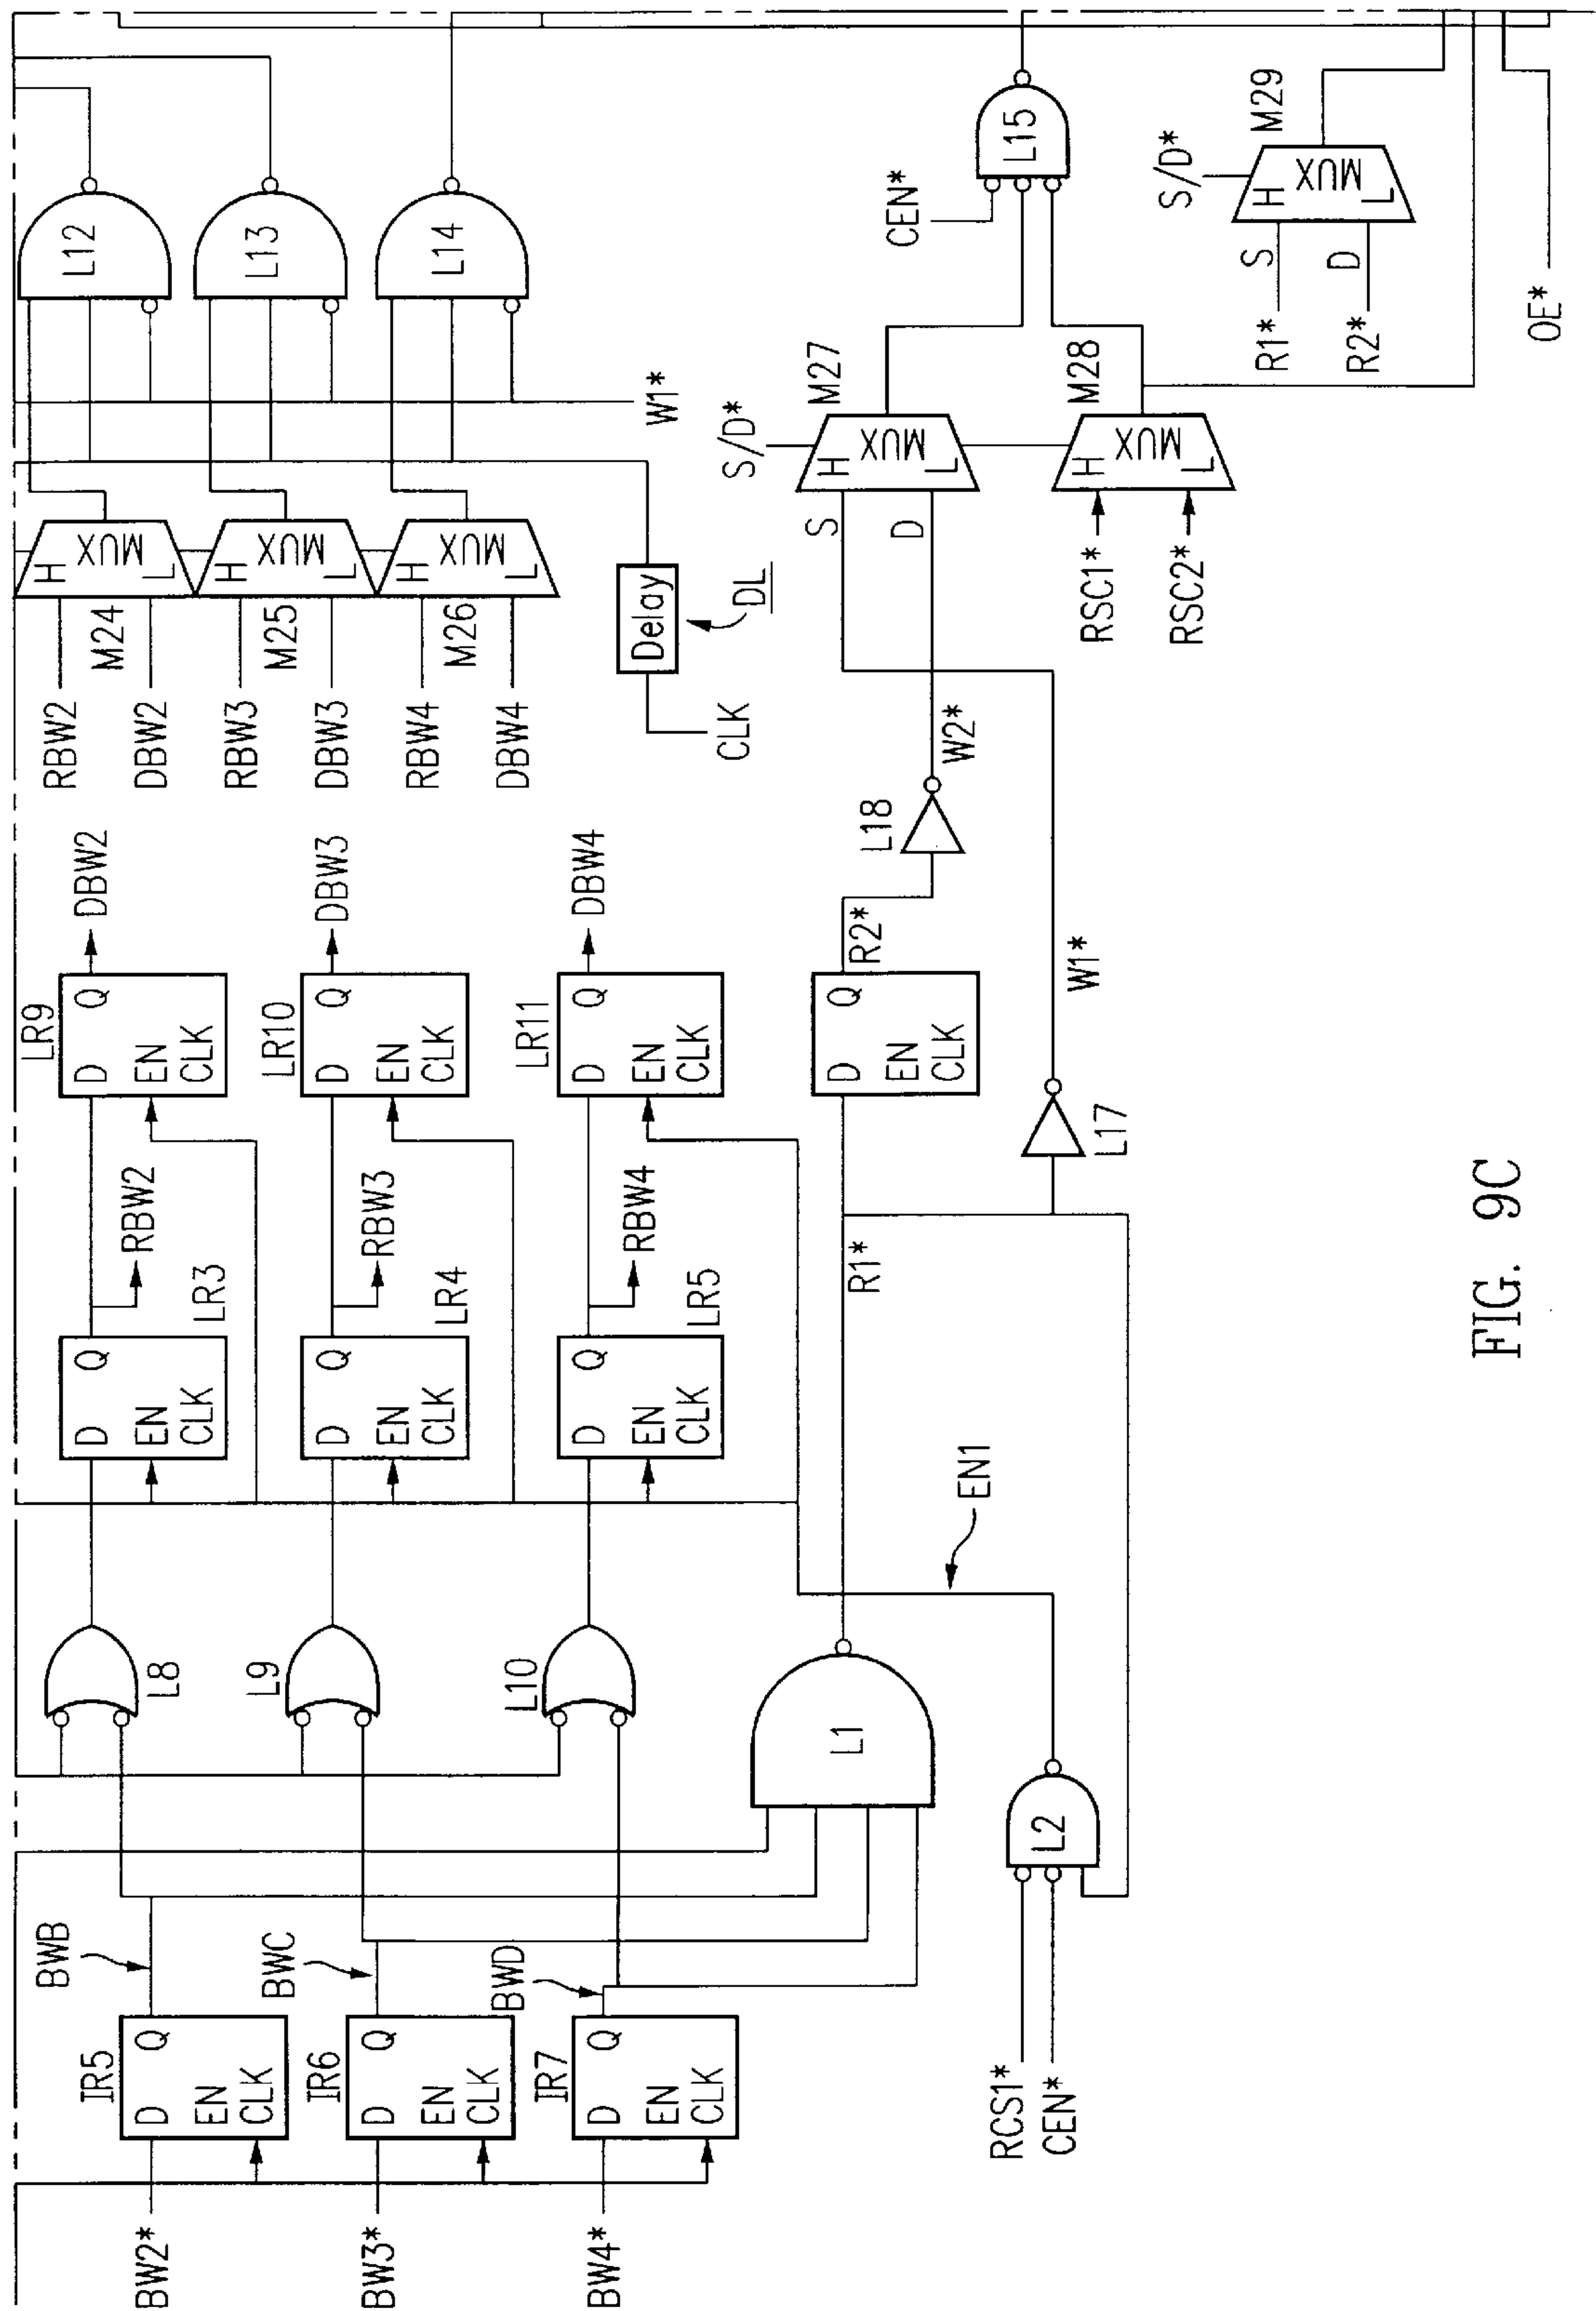 BW2*
BW3*
BW4*
IR5
D Q
EN
CLK
IR6
D Q
EN
CLK
IR7
D Q
EN
CLK
BWB
BWC
BWD
RCS1*
CEN*
L2
L1
L8
L9
L10
EN1
D Q
EN
CLK
LR3
D Q
EN
CLK
LR4
D Q
EN
CLK
LR5
RBW2
RBW3
RBW4
R1*
L17
W1*
LR9
D Q
EN
CLK
LR10
D Q
EN
CLK
LR11
D Q
EN
CLK
D Q
EN
CLK
R2*
DBW2
DBW3
DBW4
L18
W2*
RBW2
M24
DBW2
RBW3
M25
DBW3
RBW4
M26
DBW4
H
MUX
L
H
MUX
L
H
MUX
L
CLK
Delay
DL
W1*
L12
L13
L14
S/D*
S
D
H
MUX
L
M27
RSC1*
RSC2*
H
MUX
L
M28
CEN*
L15
S/D*
R1*
S
R2*
D
H
MUX
L
M29
OE*
FIG. 9C